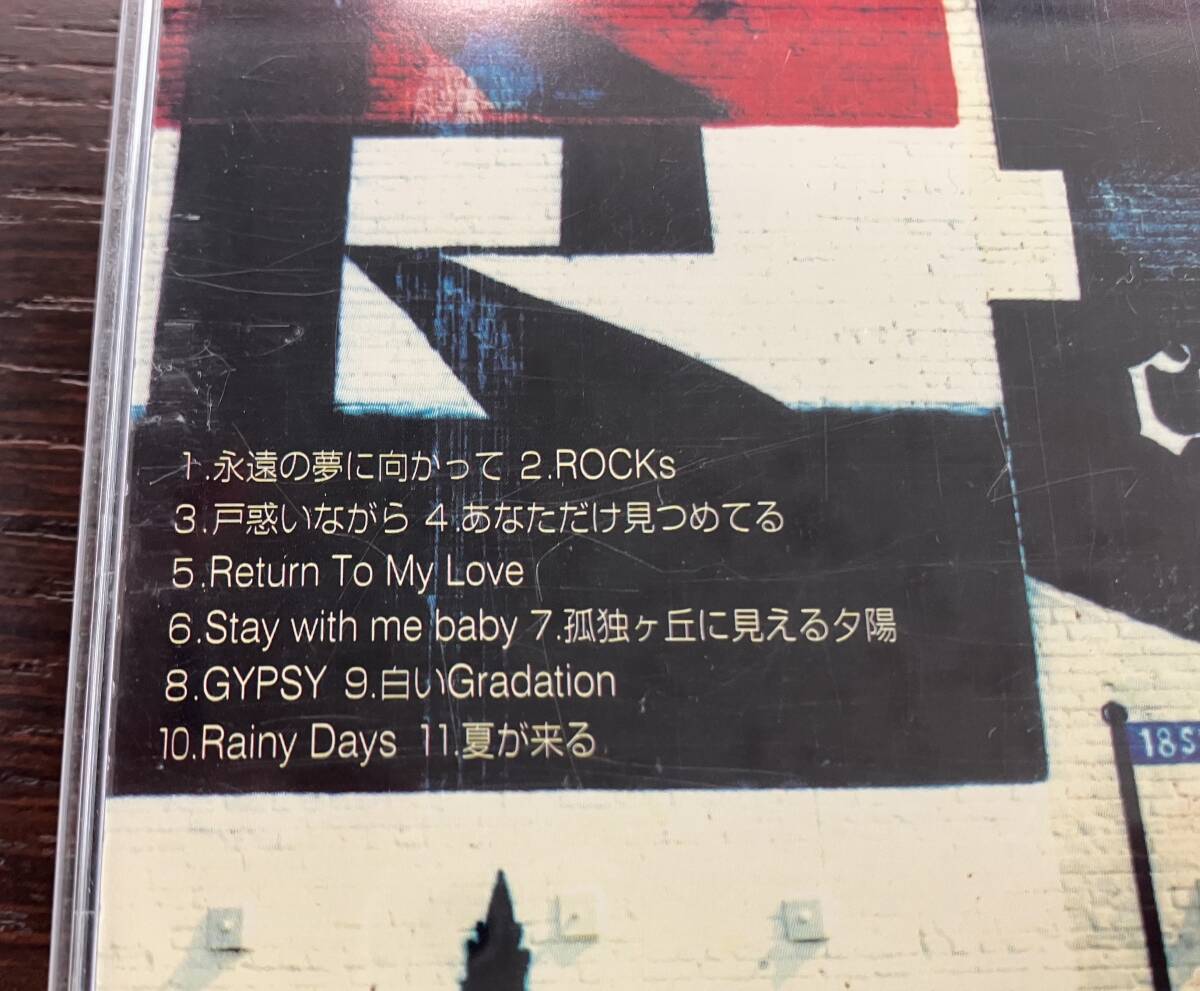 1.永遠の夢に向かって 2.ROCKs
3.戸惑いながら 4.あなただけ見つめてる
5.Return To My Love
6.Stay with me baby 7.孤独ヶ丘に見える夕陽
8.GYPSY 9.白いGradation
10.Rainy Days 11.夏が来る